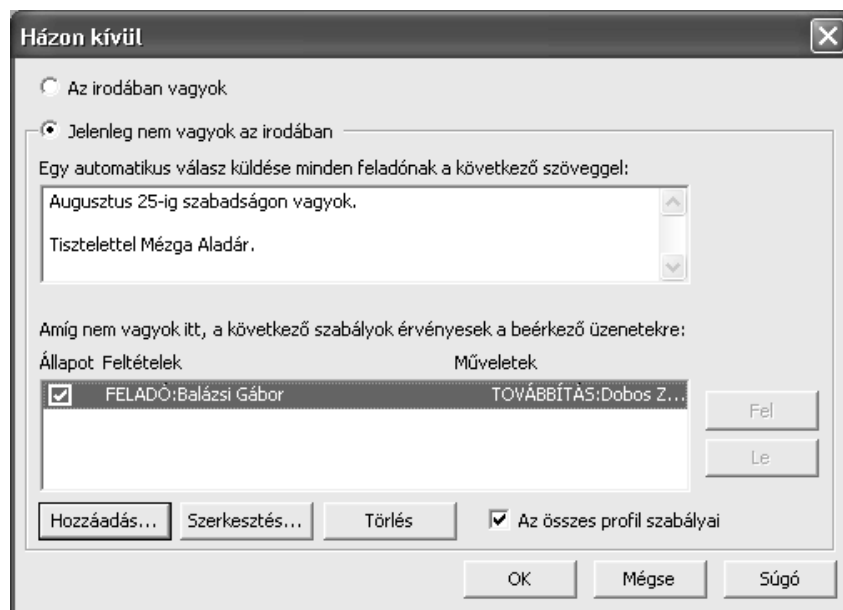 Házon kívül
Az irodában vagyok
Jelenleg nem vagyok az irodában
Egy automatikus válasz küldése minden feladónak a következő szöveggel:
Augusztus 25-ig szabadságon vagyok.
Tisztelettel Mézga Aladár.
Amíg nem vagyok itt, a következő szabályok érvényesek a beérkező üzenetekre:
Állapot Feltételek Műveletek
FELADÓ:Balázsi Gábor TOVÁBBÍTÁS:Dobos Z...
Fel
Le
Hozzáadás... Szerkesztés... Törlés Az összes profil szabályai
OK Mégse Súgó